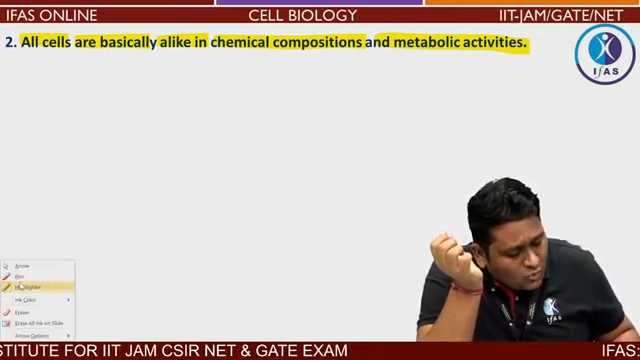 IFAS ONLINE CELL BIOLOGY IIT-JAM/GATE/NET
2. All cells are basically alike in chemical compositions and metabolic activities.
IFAS
Arrow
Pen
Highlighter
Ink Color
Eraser
Erase All Ink on Slide
Arrow Options
IFAS
STITUTE FOR IIT JAM CSIR NET & GATE EXAM IFAS: